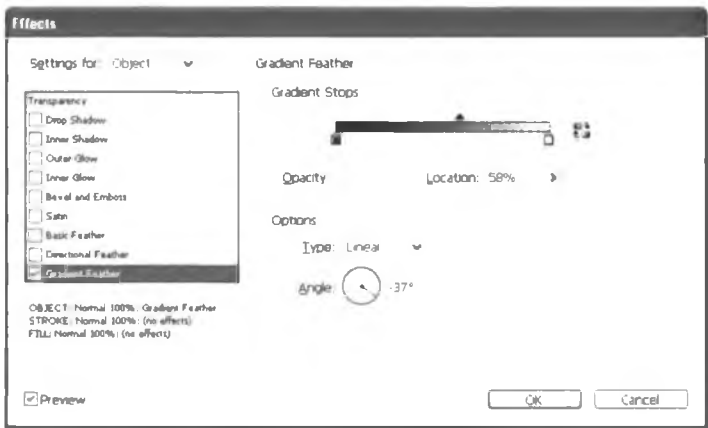 Effects
Settings for: Object
Transparency
Drop Shadow
Inner Shadow
Outer Glow
Inner Glow
Bevel and Emboss
Satin
Basic Feather
Directional Feather
Gradient Feather
OBJECT: Normal 100%; Gradient Feather
STROKE: Normal 100%; (no effects)
FILL: Normal 100%; (no effects)
Preview
Gradient Feather
Gradient Stops
Opacity Location: 58%
Options
Type: Linear
Angle: -37°
OK Cancel